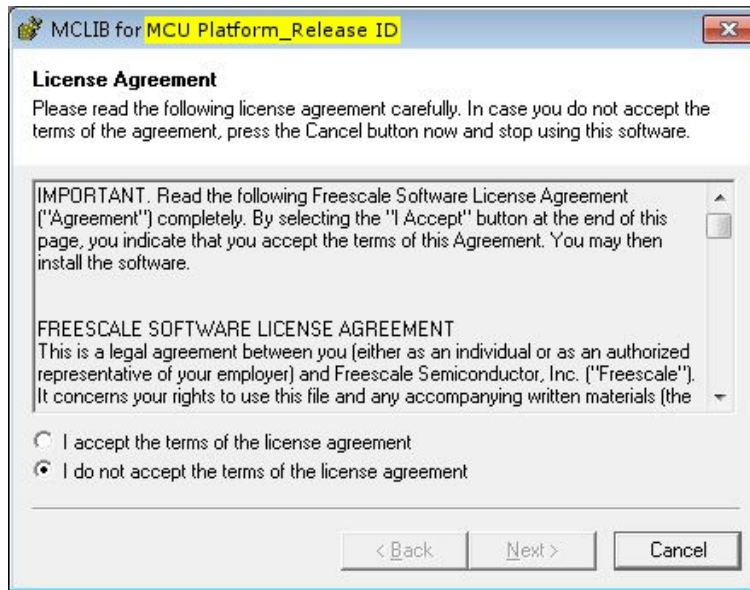 MCLIB for MCU Platform_Release ID
License Agreement
Please read the following license agreement carefully. In case you do not accept the
terms of the agreement, press the Cancel button now and stop using this software.
IMPORTANT. Read the following Freescale Software License Agreement
("Agreement") completely. By selecting the "I Accept" button at the end of this
page, you indicate that you accept the terms of this Agreement. You may then
install the software.
FREESCALE SOFTWARE LICENSE AGREEMENT
This is a legal agreement between you (either as an individual or as an authorized
representative of your employer) and Freescale Semiconductor, Inc. ("Freescale").
It concerns your rights to use this file and any accompanying written materials (the
I accept the terms of the license agreement
I do not accept the terms of the license agreement
< Back Next > Cancel